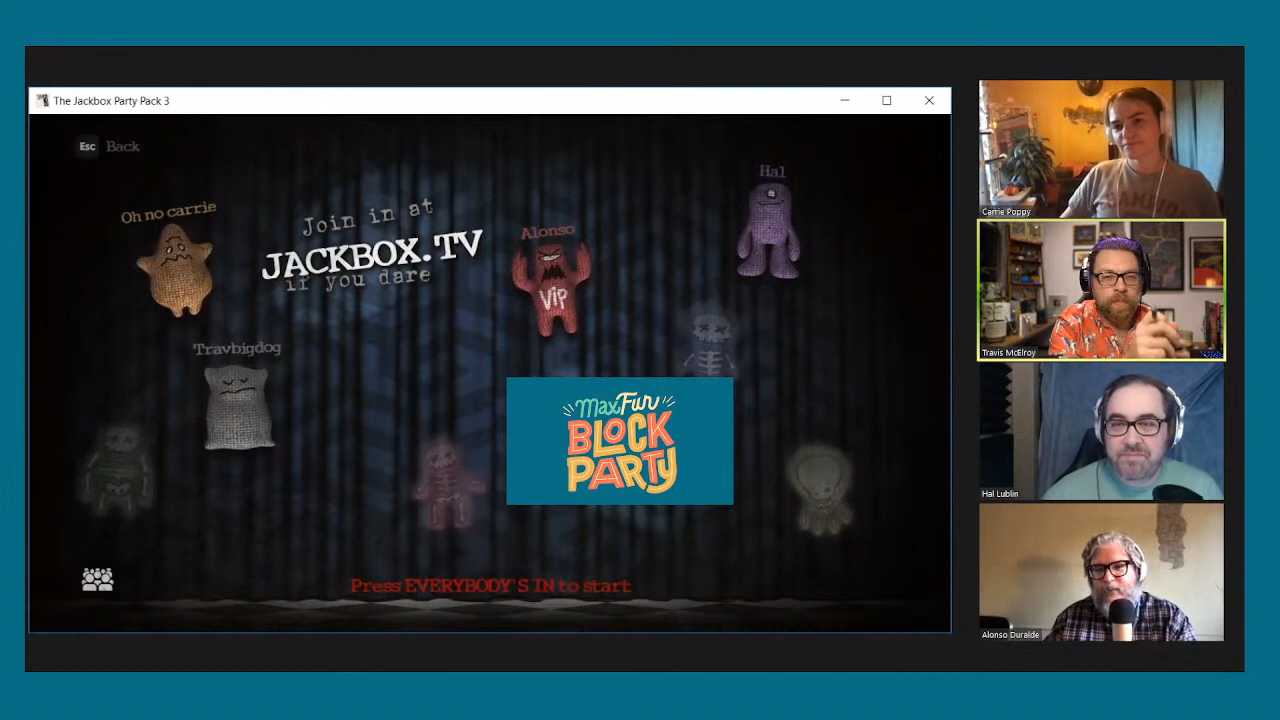 The Jackbox Party Pack 3
Esc Back
Oh no carrie
Join in at
JACKBOX.TV
if you dare
Alonso
VIP
Hal
Travbigdog
MaxFun
BLOCK
PARTY
Press EVERYBODY'S IN to start
Carrie Poppy
Travis McElroy
Hal Lublin
Alonso Duralde